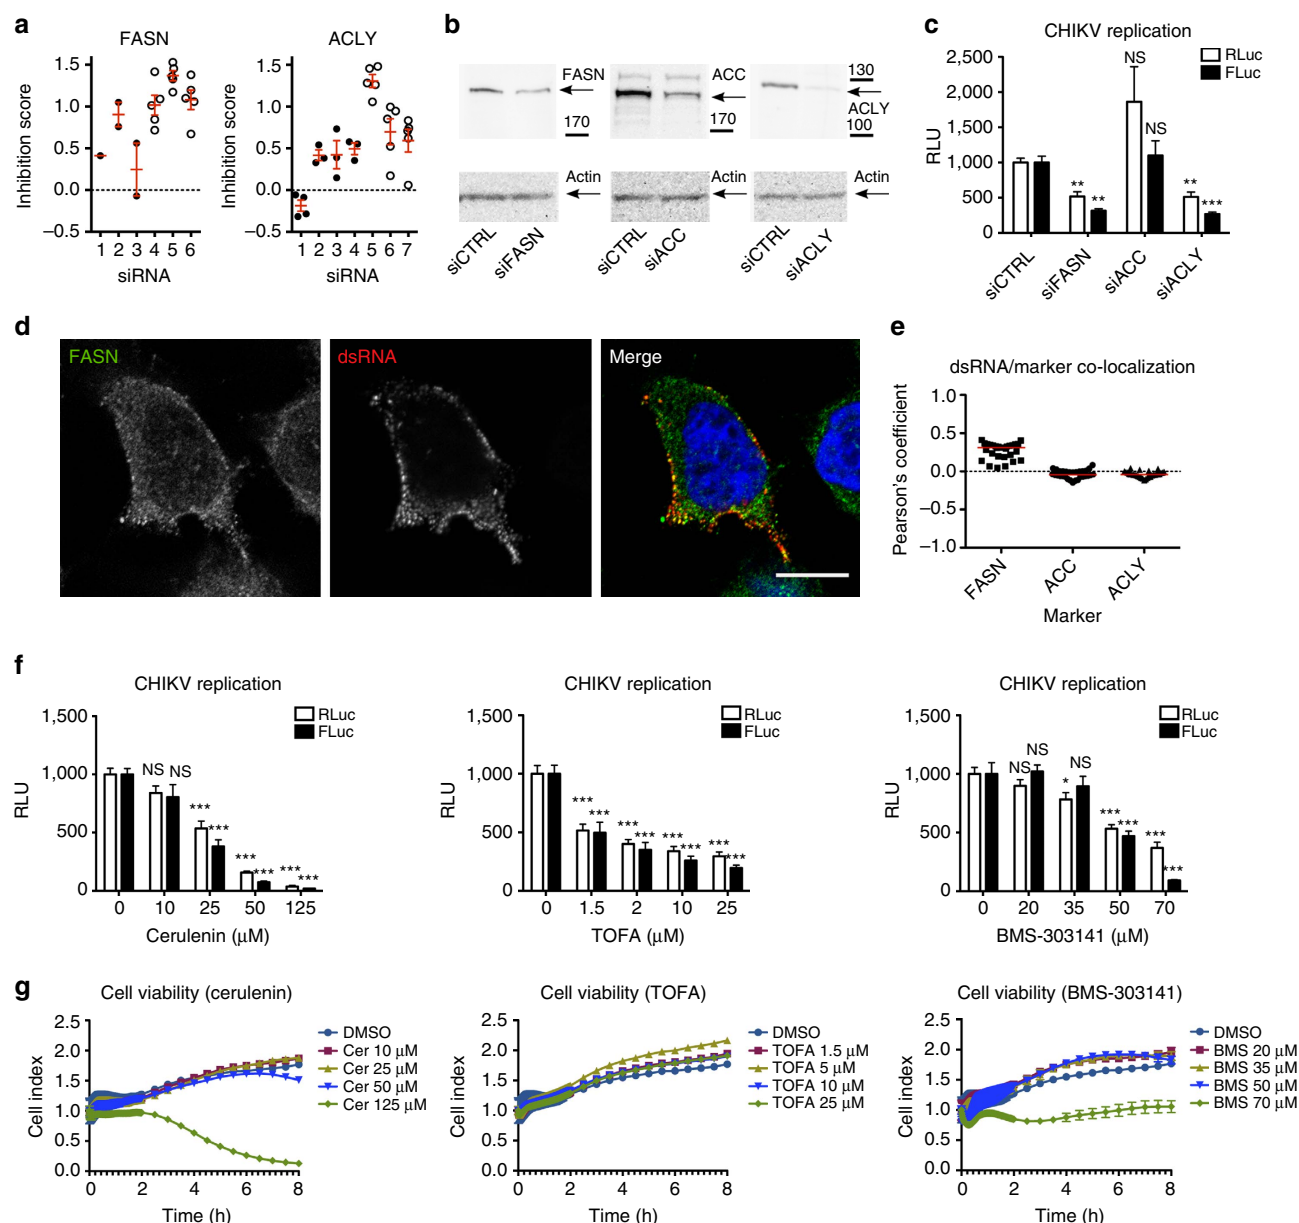 a
FASN
ACLY
Inhibition score
1.5
1.0
0.5
0.0
−0.5
1 2 3 4 5 6
siRNA
Inhibition score
1.5
1.0
0.5
0.0
−0.5
1 2 3 4 5 6 7
siRNA
b
FASN
170
ACC
170
130
ACLY
100
Actin
Actin
Actin
siCTRL
siFASN
siCTRL
siACC
siCTRL
siACLY
c
CHIKV replication
RLuc
FLuc
RLU
2,500
2,000
1,500
1,000
500
0
** **
NS NS
** ***
siCTRL
siFASN
siACC
siACLY
d
FASN
dsRNA
Merge
e
dsRNA/marker co-localization
Pearson's coefficient
1.0
0.5
0.0
−0.5
−1.0
FASN
ACC
ACLY
Marker
f
CHIKV replication
RLuc
FLuc
RLU
1,500
1,000
500
0
NS NS
*** ***
*** ***
*** ***
0 10 25 50 125
Cerulenin (μM)
CHIKV replication
RLuc
FLuc
RLU
1,500
1,000
500
0
*** ***
*** ***
*** ***
*** ***
0 1.5 2 10 25
TOFA (μM)
CHIKV replication
RLuc
FLuc
RLU
1,500
1,000
500
0
NS NS
* NS
*** ***
*** ***
0 20 35 50 70
BMS-303141 (μM)
g
Cell viability (cerulenin)
Cell index
2.5
2.0
1.5
1.0
0.5
0.0
0 2 4 6 8
Time (h)
DMSO
Cer 10 μM
Cer 25 μM
Cer 50 μM
Cer 125 μM
Cell viability (TOFA)
Cell index
2.5
2.0
1.5
1.0
0.5
0.0
0 2 4 6 8
Time (h)
DMSO
TOFA 1.5 μM
TOFA 5 μM
TOFA 10 μM
TOFA 25 μM
Cell viability (BMS-303141)
Cell index
2.5
2.0
1.5
1.0
0.5
0.0
0 2 4 6 8
Time (h)
DMSO
BMS 20 μM
BMS 35 μM
BMS 50 μM
BMS 70 μM